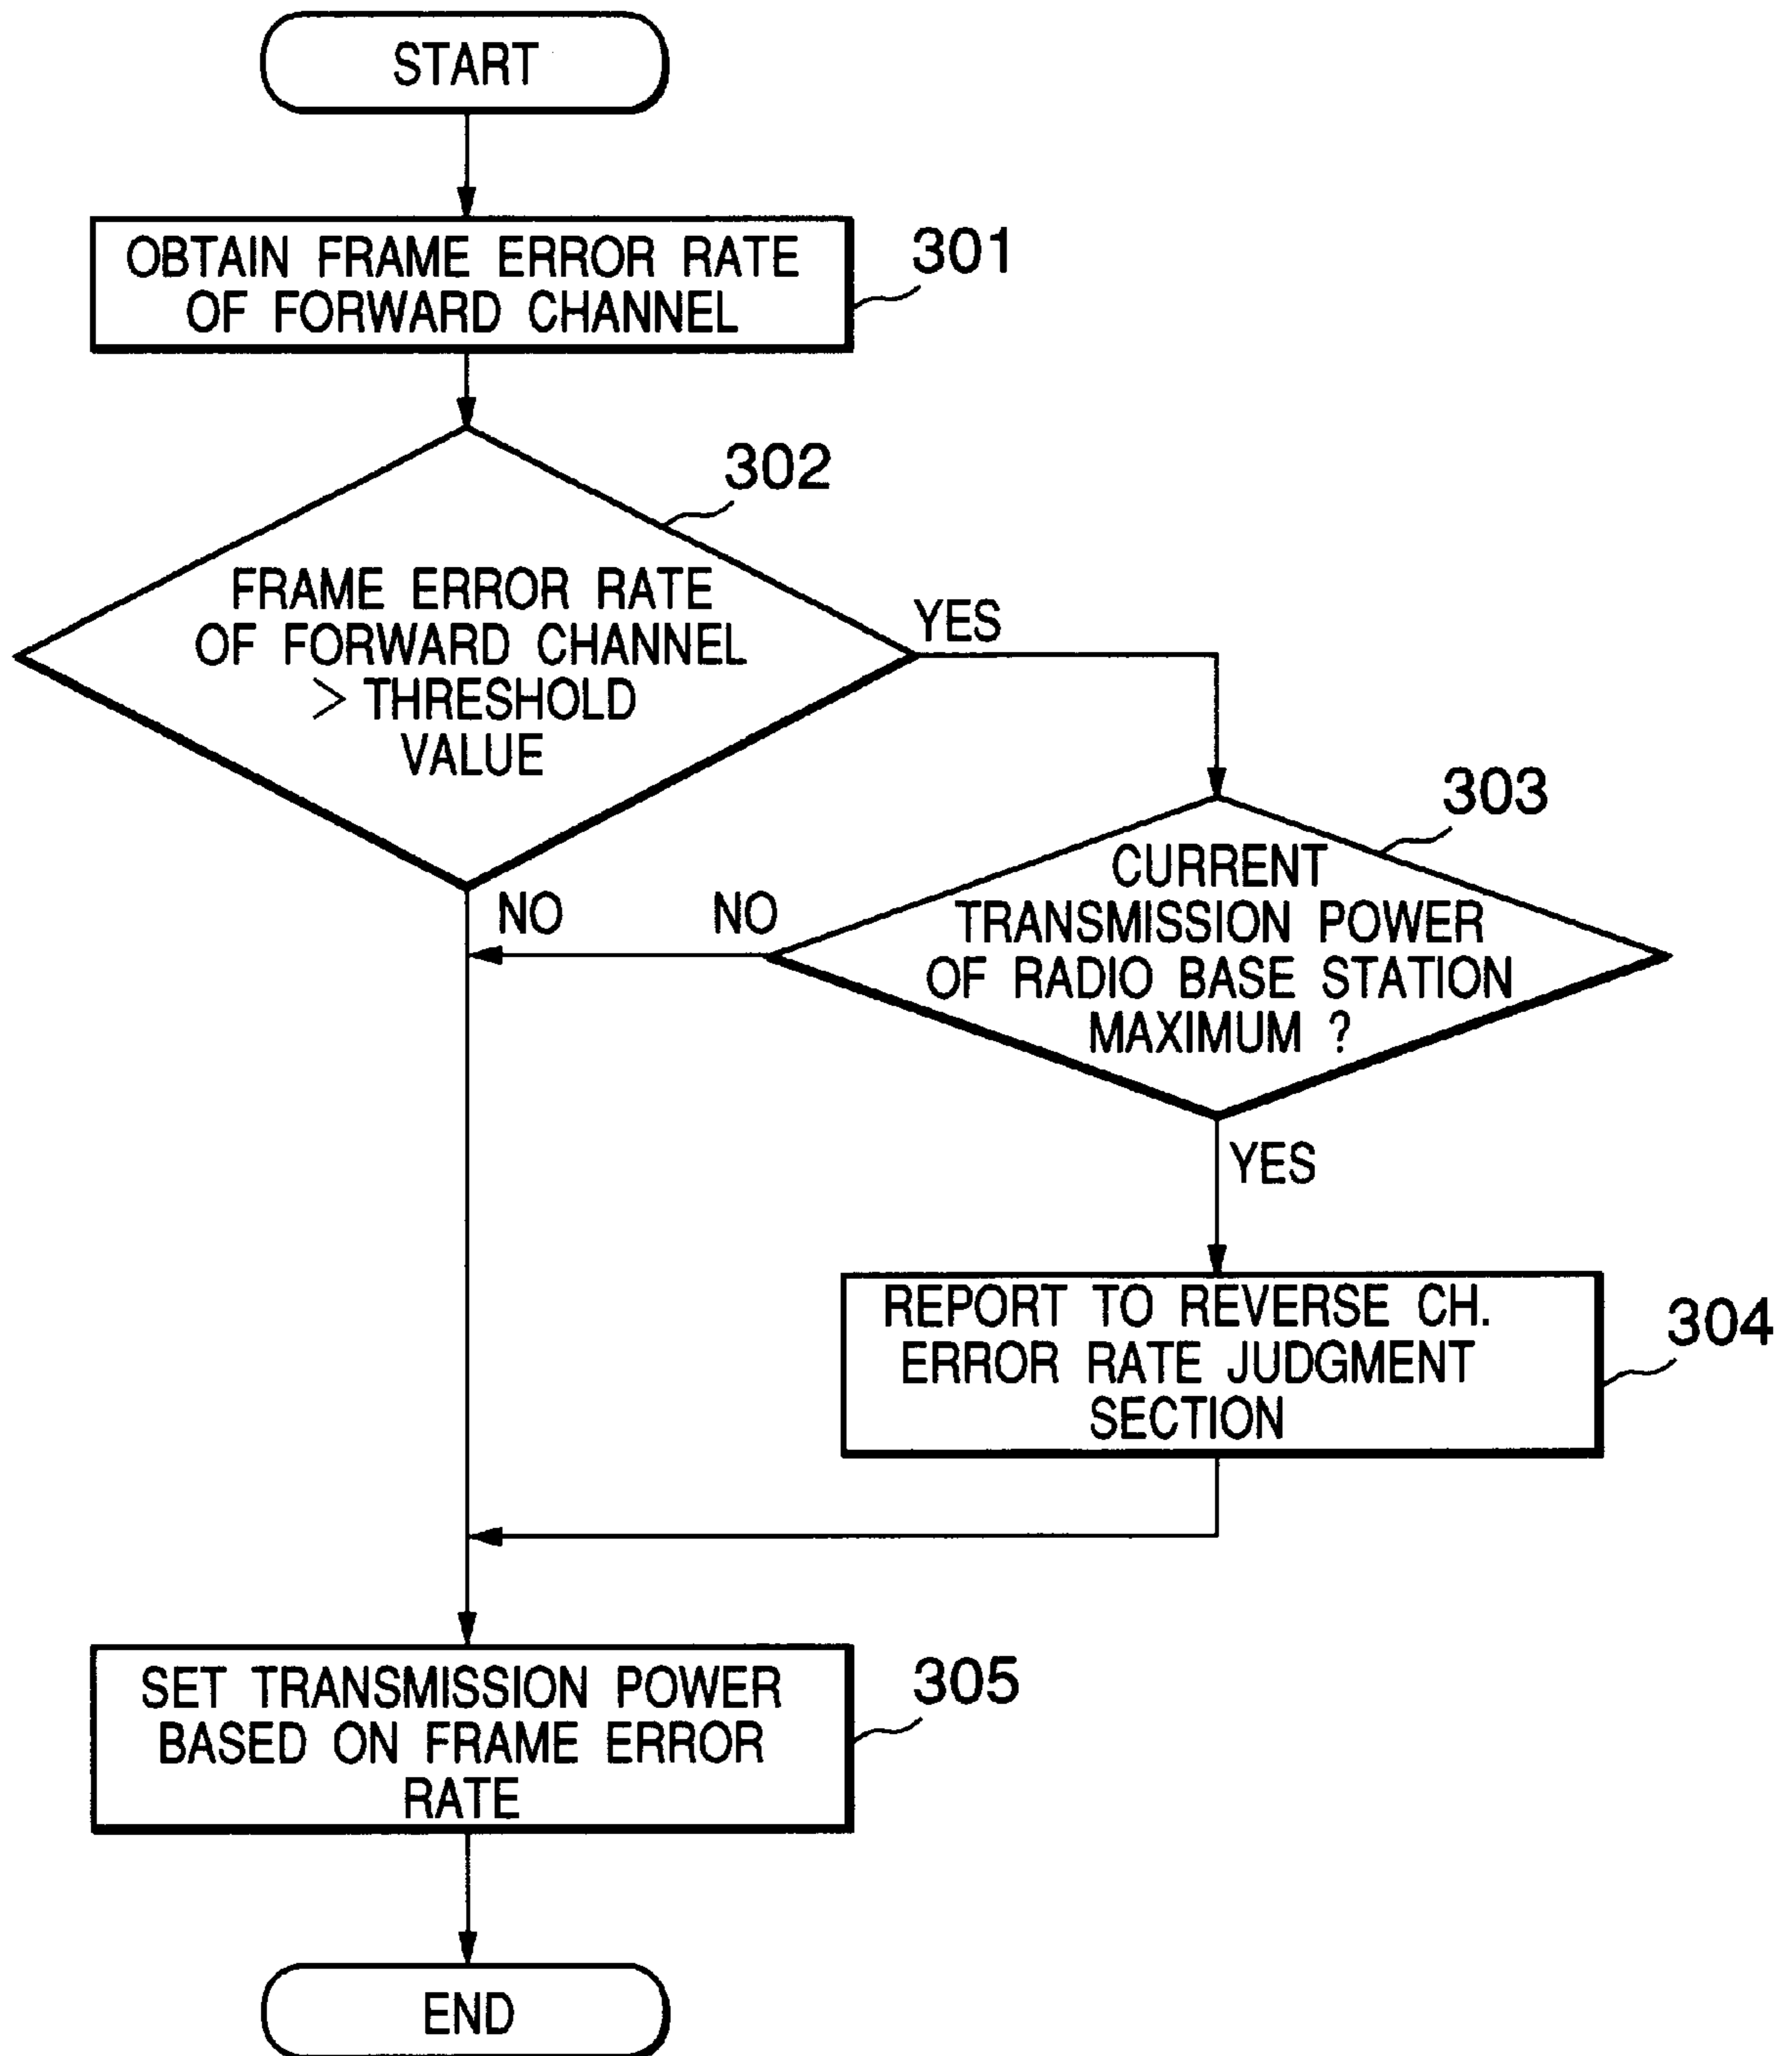 START
OBTAIN FRAME ERROR RATE
OF FORWARD CHANNEL
301
302
FRAME ERROR RATE
OF FORWARD CHANNEL
> THRESHOLD
VALUE
YES
NO
303
CURRENT
TRANSMISSION POWER
OF RADIO BASE STATION
MAXIMUM ?
NO
YES
REPORT TO REVERSE CH.
ERROR RATE JUDGMENT
SECTION
304
SET TRANSMISSION POWER
BASED ON FRAME ERROR
RATE
305
END